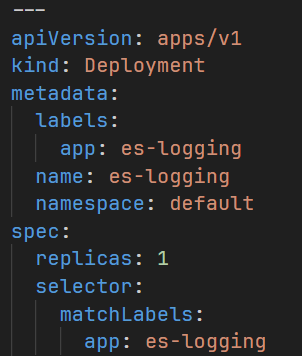 ---
apiVersion: apps/v1
kind: Deployment
metadata:
  labels:
    app: es-logging
  name: es-logging
  namespace: default
spec:
  replicas: 1
  selector:
    matchLabels:
      app: es-logging